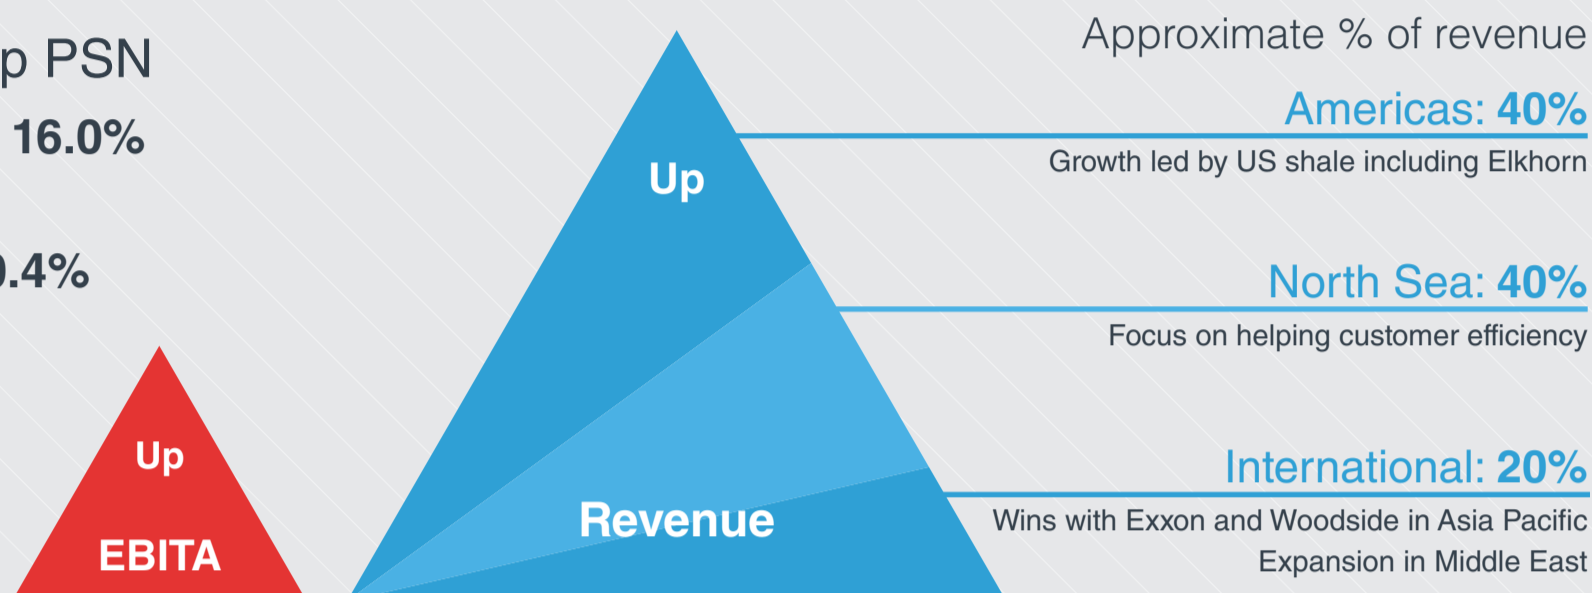 PSN
16.0%
.4%
Up
EBITA
Up
Revenue
Approximate % of revenue
Americas: 40%
Growth led by US shale including Elkhorn
North Sea: 40%
Focus on helping customer efficiency
International: 20%
Wins with Exxon and Woodside in Asia Pacific
Expansion in Middle East